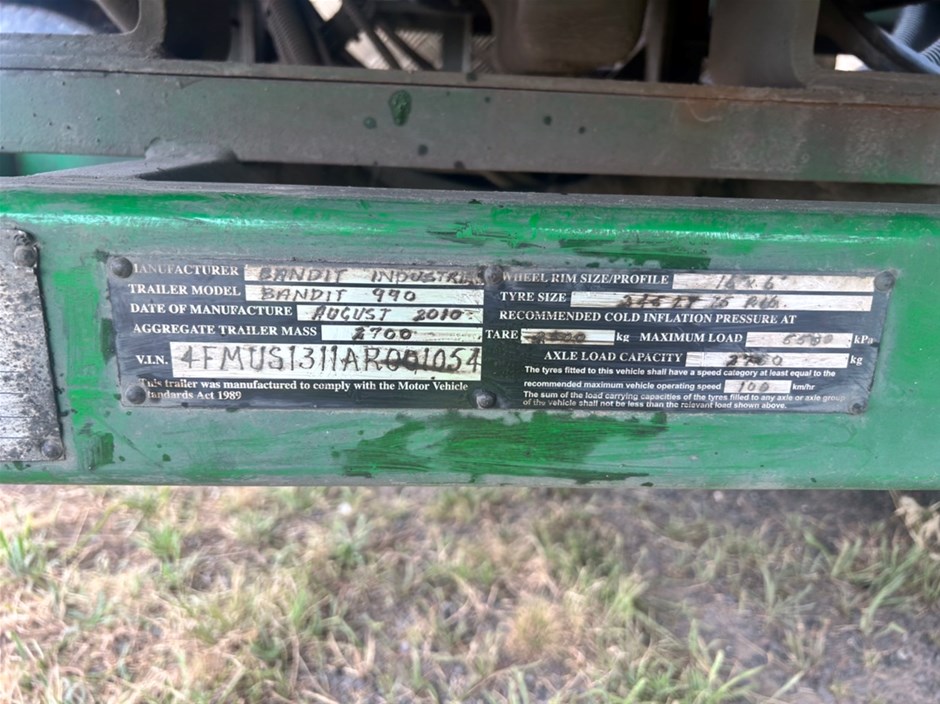 MANUFACTURER BANDIT INDUSTRIES
TRAILER MODEL BANDIT 990
DATE OF MANUFACTURE AUGUST 2010
AGGREGATE TRAILER MASS 2700
V.I.N. 4FMUS1311AR001054
This trailer was manufactured to comply with the Motor Vehicle
Standards Act 1989
WHEEL RIM SIZE/PROFILE 16 X 6"
TYRE SIZE R16
RECOMMENDED COLD INFLATION PRESSURE AT
TARE kg MAXIMUM LOAD kPa
AXLE LOAD CAPACITY kg
The tyres fitted to this vehicle shall have a speed category at least equal to the
recommended maximum vehicle operating speed 100 km/hr
The sum of the load carrying capacities of the tyres fitted to any axle or axle group
of the vehicle shall not be less than the relevant load shown above.